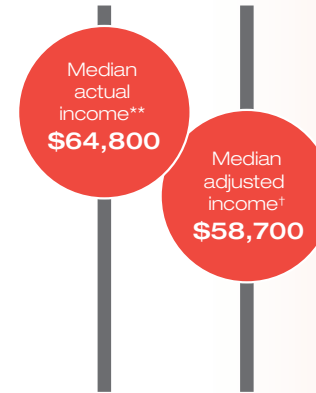 Median
actual
income**
$64,800
Median
adjusted
income†
$58,700